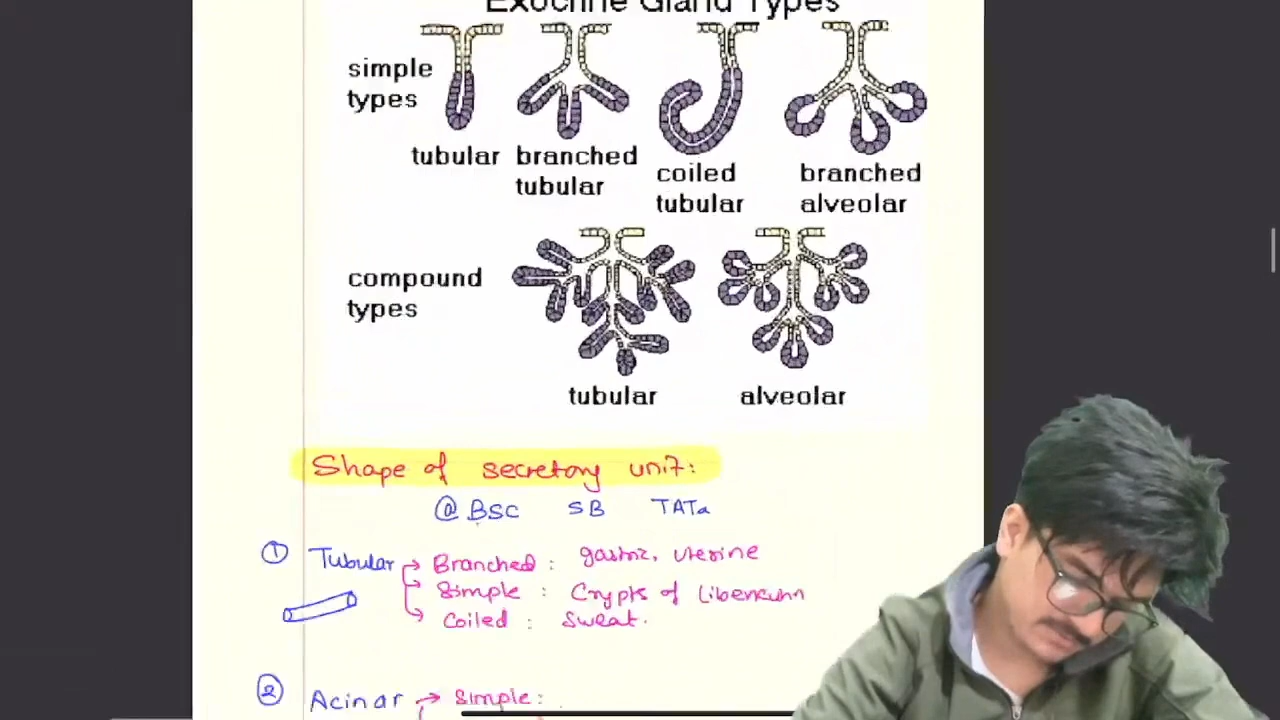 Exocrine Gland Types
simple types
tubular
branched tubular
coiled tubular
branched alveolar
compound types
tubular
alveolar
Shape of secretory unit:
@ BSC SB TATa
① Tubular → Branched : gastric, uterine
→ Simple : Crypts of Liberkuhn
→ Coiled : Sweat.
② Acinar → Simple :